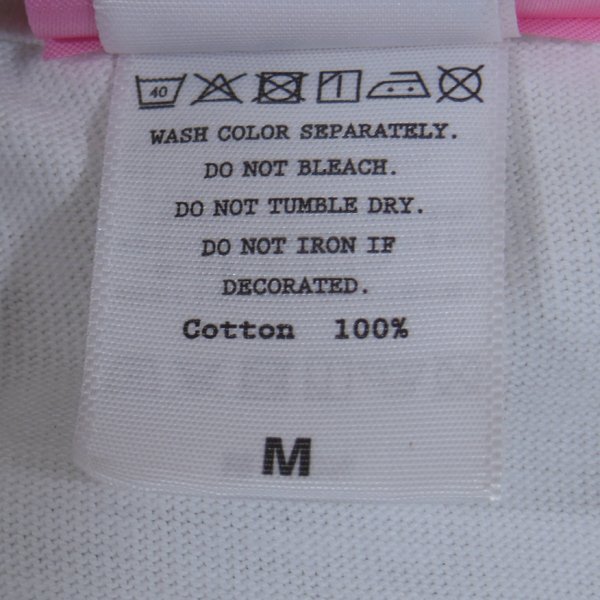 40
WASH COLOR SEPARATELY.
DO NOT BLEACH.
DO NOT TUMBLE DRY.
DO NOT IRON IF
DECORATED.
Cotton 100%
M